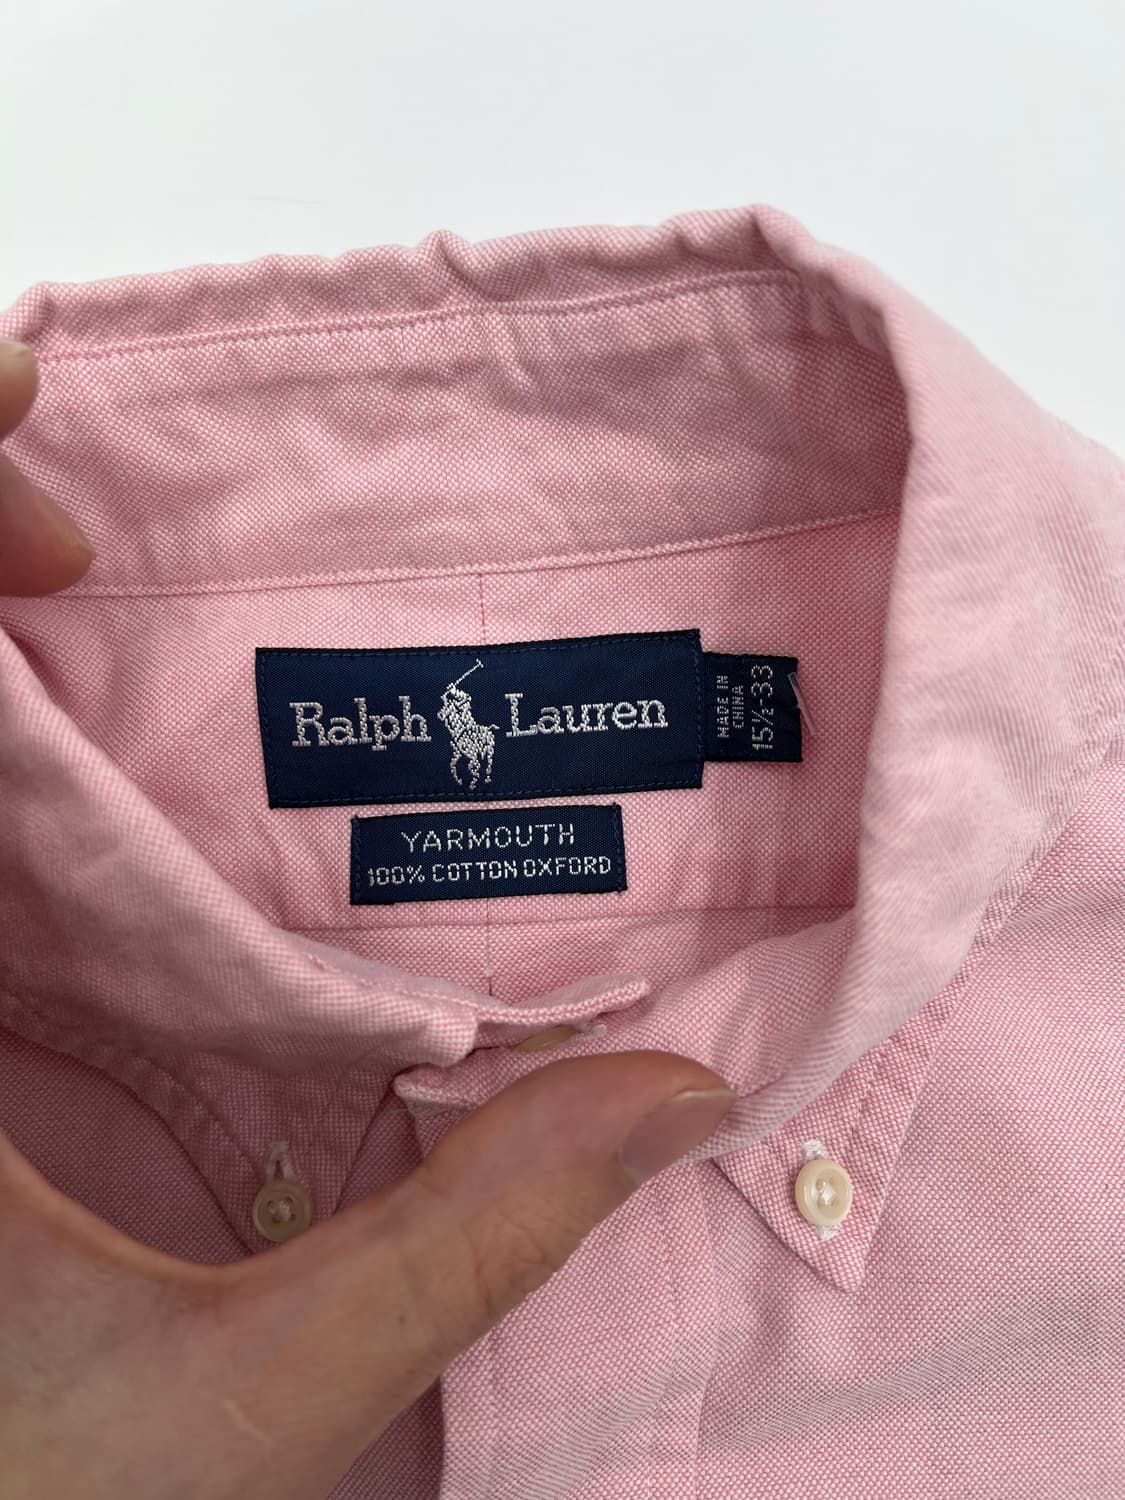 Ralph Lauren
MADE IN
CHINA
15½-33
YARMOUTH
100% COTTON OXFORD